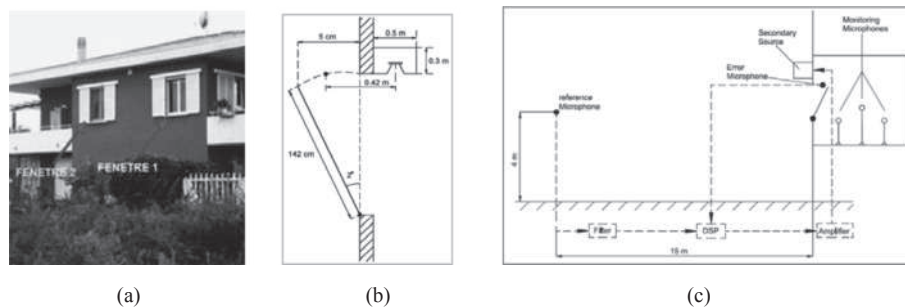 FENETRE 2
FENETRE 1
(a)
0.5 m
5 cm
0.3 m
0.42 m
142 cm
(b)
Monitoring
Microphones
Secondary
Source
Error
Microphone
reference
Microphone
4 m
Filter
DSP
Amplifier
15 m
(c)